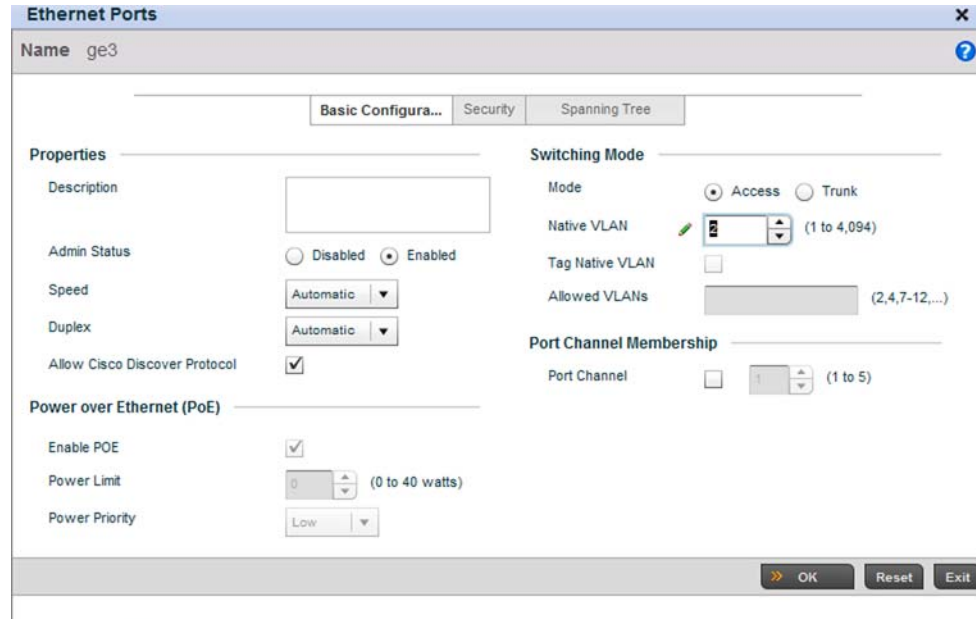 Ethernet Ports
Name ge3
Basic Configura... Security Spanning Tree
Properties
Description
Admin Status Disabled Enabled
Speed Automatic
Duplex Automatic
Allow Cisco Discover Protocol
Power over Ethernet (PoE)
Enable POE
Power Limit 0 (0 to 40 watts)
Power Priority Low
Switching Mode
Mode Access Trunk
Native VLAN 2 (1 to 4,094)
Tag Native VLAN
Allowed VLANs (2,4,7-12,...)
Port Channel Membership
Port Channel 1 (1 to 5)
OK Reset Exit